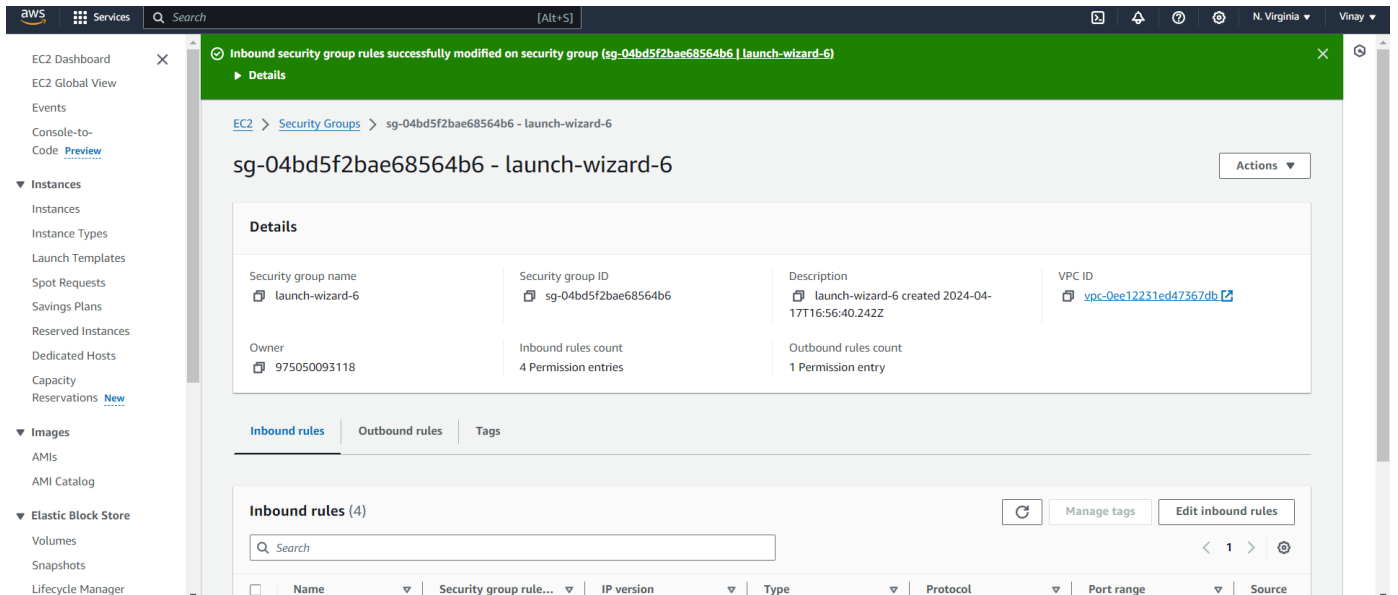 aws
Services
Search
[Alt+S]
N. Virginia
Vinay
EC2 Dashboard
EC2 Global View
Events
Console-to-
Code Preview
Instances
Instances
Instance Types
Launch Templates
Spot Requests
Savings Plans
Reserved Instances
Dedicated Hosts
Capacity
Reservations New
Images
AMIs
AMI Catalog
Elastic Block Store
Volumes
Snapshots
Lifecycle Manager
Inbound security group rules successfully modified on security group (sg-04bd5f2bae68564b6 | launch-wizard-6)
Details
EC2 > Security Groups > sg-04bd5f2bae68564b6 - launch-wizard-6
sg-04bd5f2bae68564b6 - launch-wizard-6
Actions
Details
Security group name
launch-wizard-6
Security group ID
sg-04bd5f2bae68564b6
Description
launch-wizard-6 created 2024-04-
17T16:56:40.242Z
VPC ID
vpc-0ee12231ed47367db
Owner
975050093118
Inbound rules count
4 Permission entries
Outbound rules count
1 Permission entry
Inbound rules
Outbound rules
Tags
Inbound rules (4)
Manage tags
Edit inbound rules
Search
1
Name
Security group rule...
IP version
Type
Protocol
Port range
Source